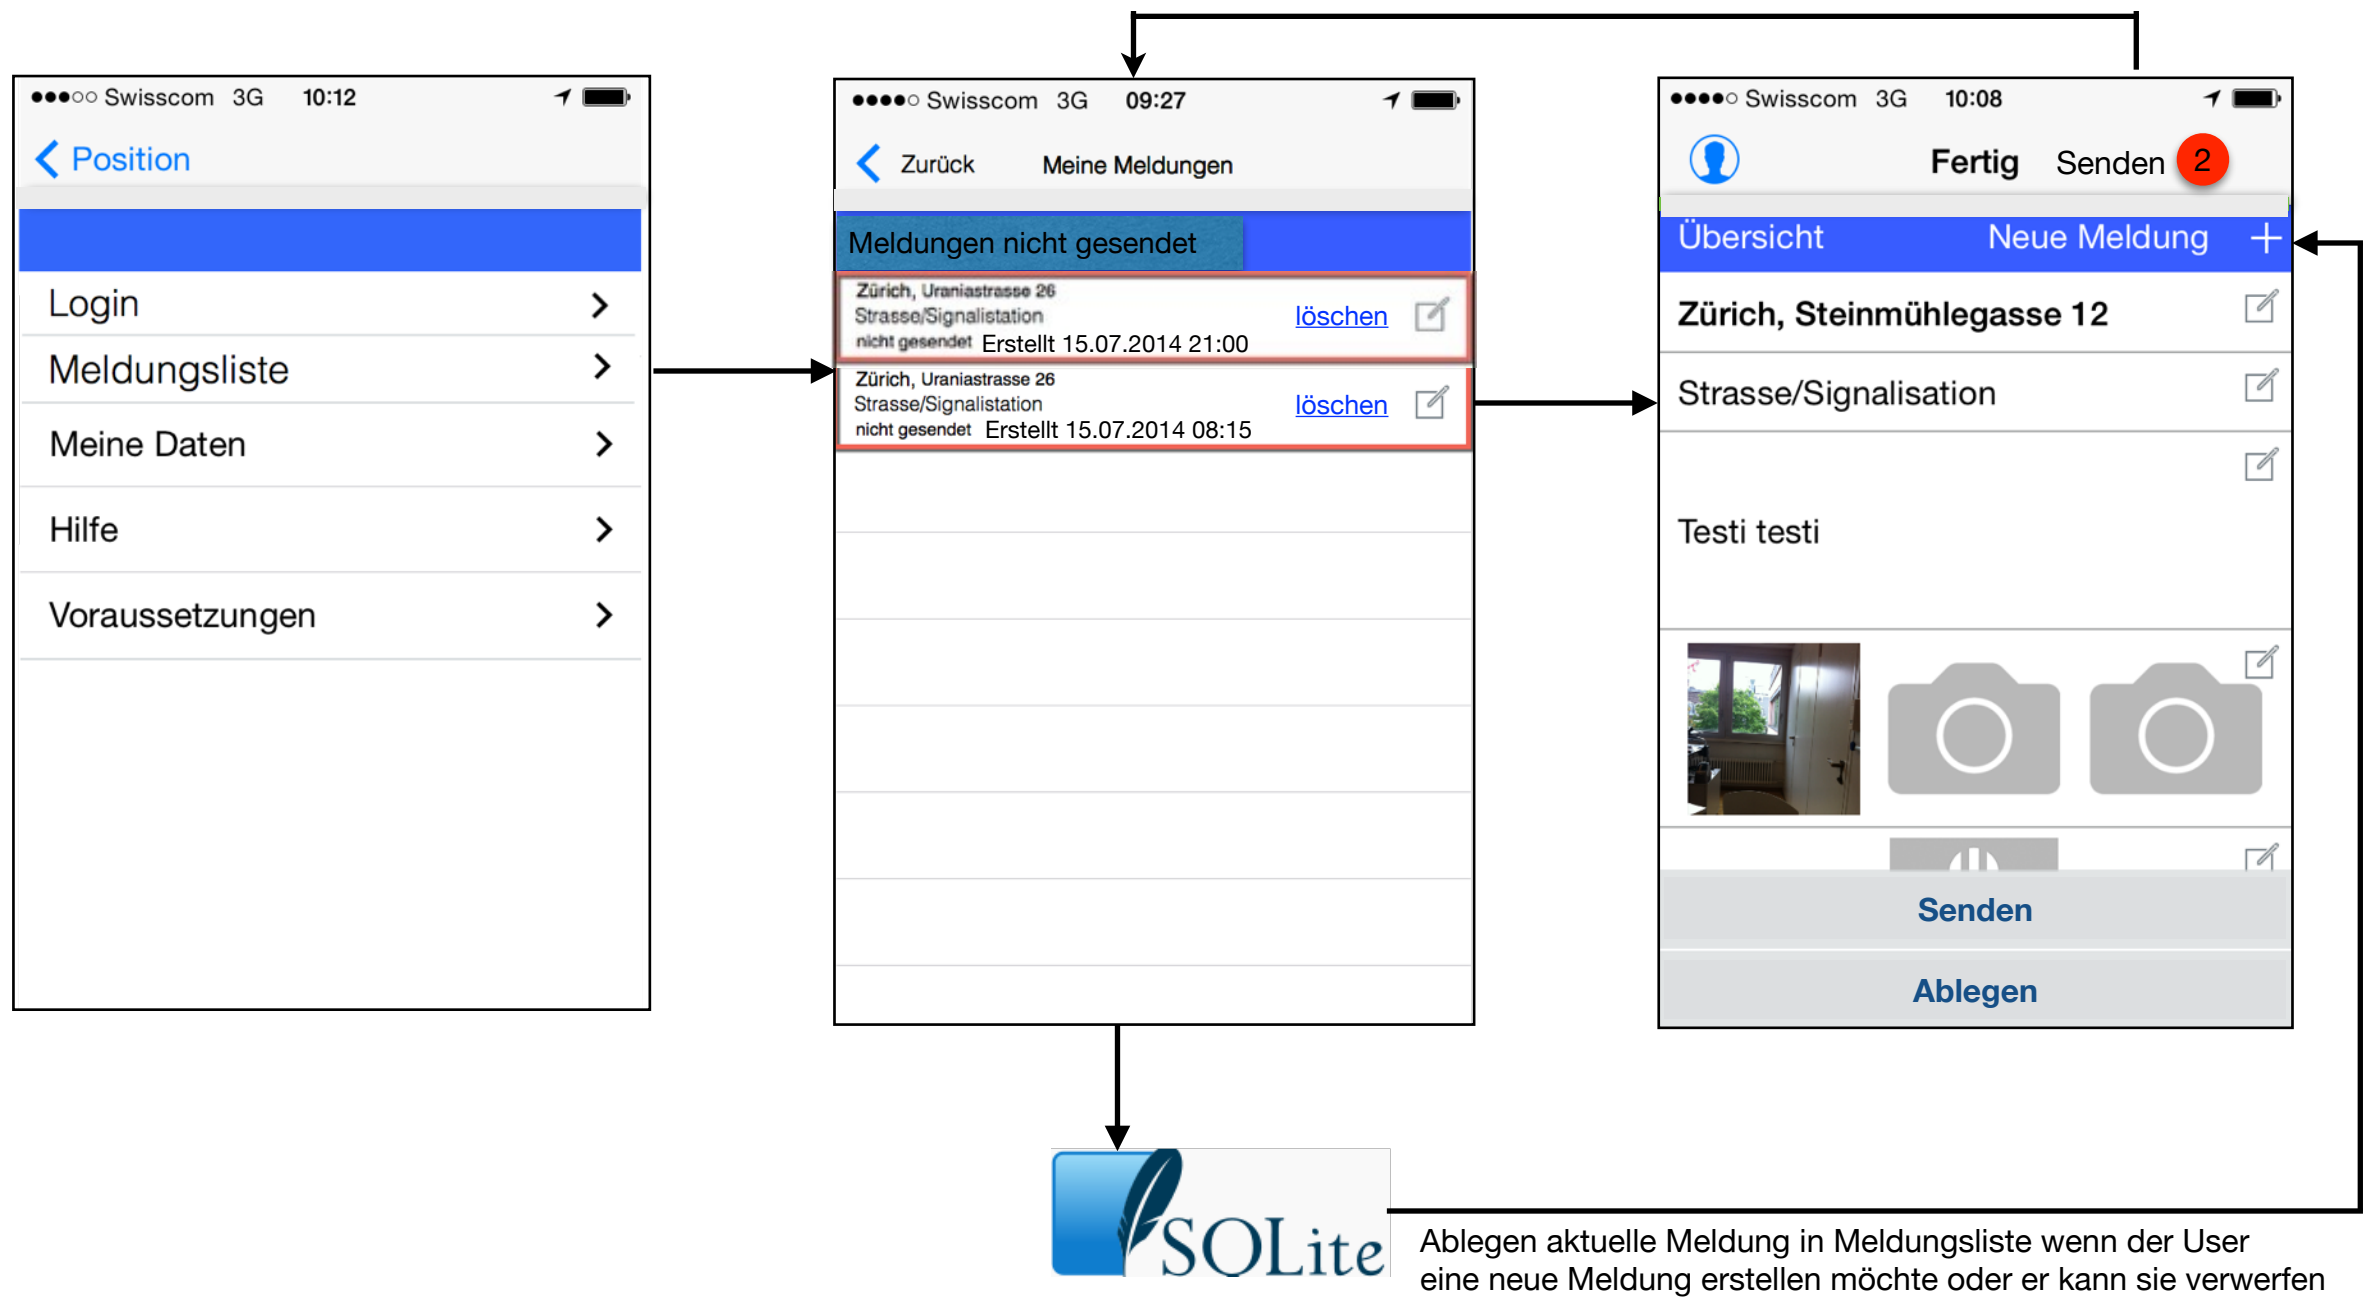 Swisscom 3G 10:12
Position
Login
Meldungsliste
Meine Daten
Hilfe
Voraussetzungen
Swisscom 3G 09:27
Zurück Meine Meldungen
Meldungen nicht gesendet
Zürich, Uraniastrasse 26
Strasse/Signalistation
nicht gesendet Erstellt 15.07.2014 21:00
löschen
Zürich, Uraniastrasse 26
Strasse/Signalistation
nicht gesendet Erstellt 15.07.2014 08:15
löschen
Swisscom 3G 10:08
Fertig Senden 2
Übersicht Neue Meldung +
Zürich, Steinmühlegasse 12
Strasse/Signalisation
Testi testi
Senden
Ablegen
SQLite
Ablegen aktuelle Meldung in Meldungsliste wenn der User
eine neue Meldung erstellen möchte oder er kann sie verwerfen